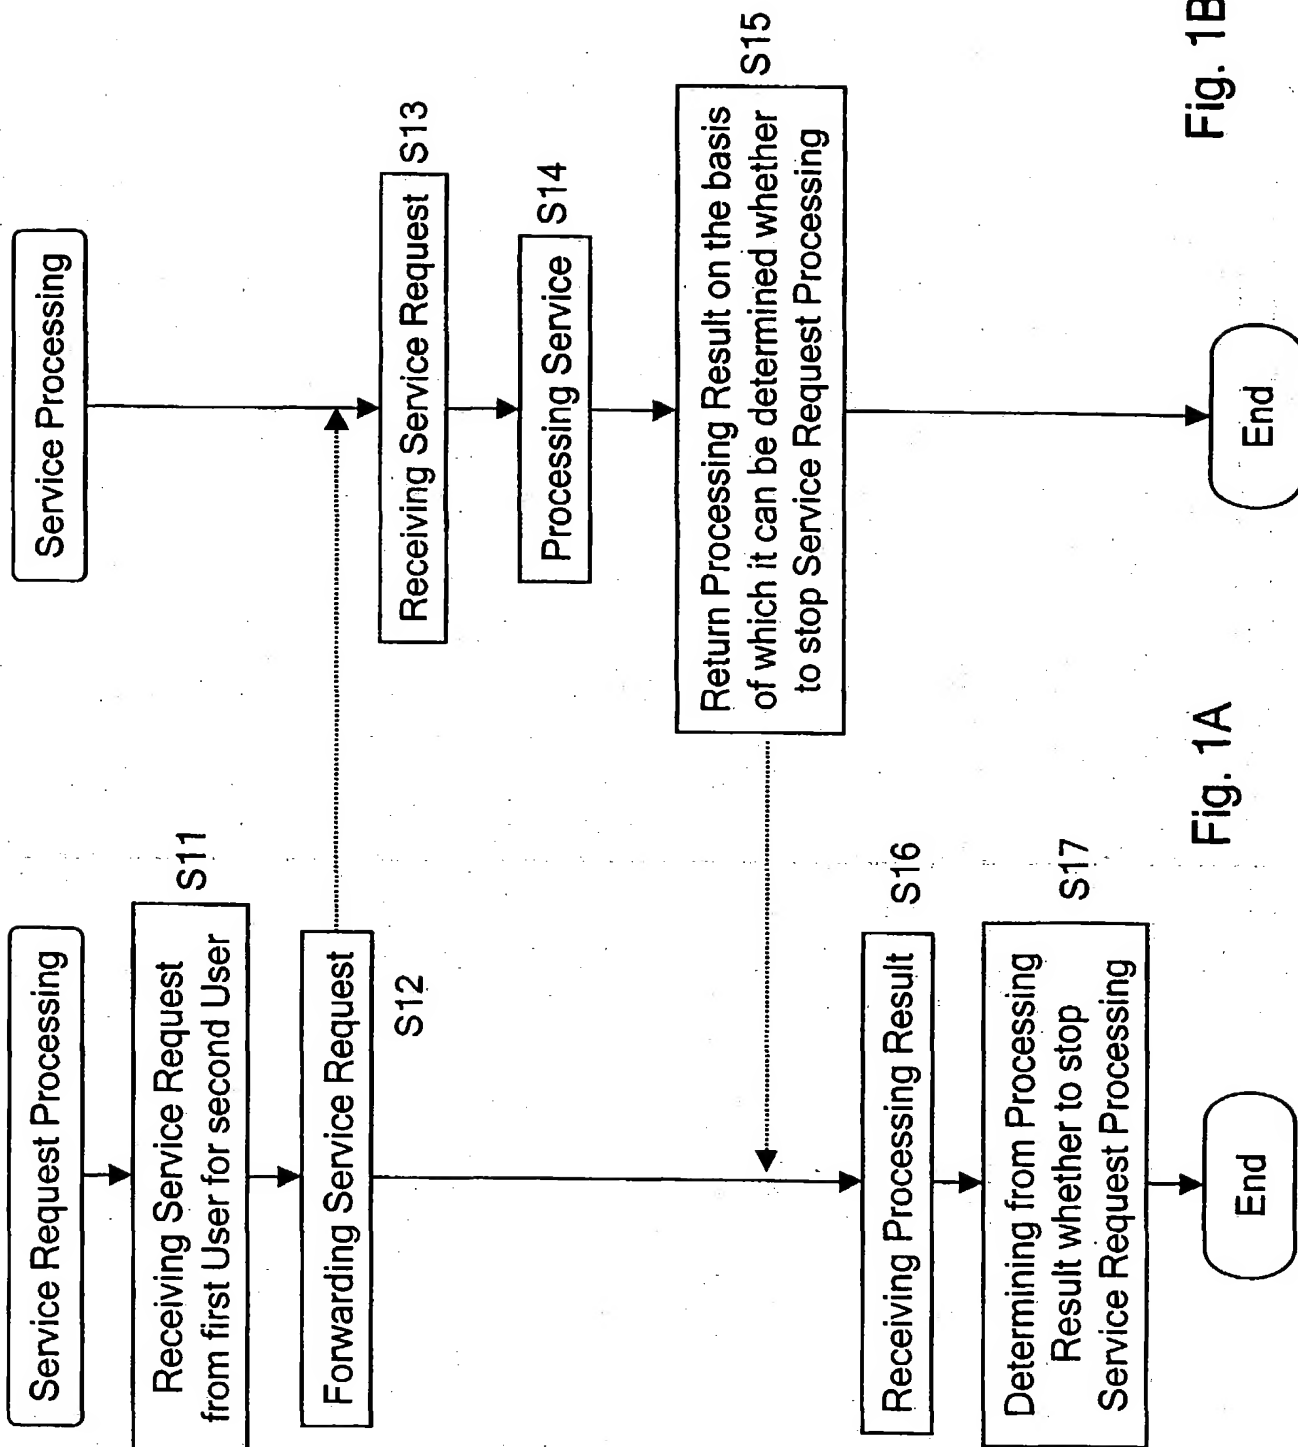 Service Request Processing
Receiving Service Request
from first User for second User
S11
Forwarding Service Request
S12
Receiving Processing Result
S16
Determining from Processing
Result whether to stop
Service Request Processing
S17
End
Fig. 1A
Service Processing
Receiving Service Request
S13
Processing Service
S14
Return Processing Result on the basis
of which it can be determined whether
to stop Service Request Processing
S15
End
Fig. 1B